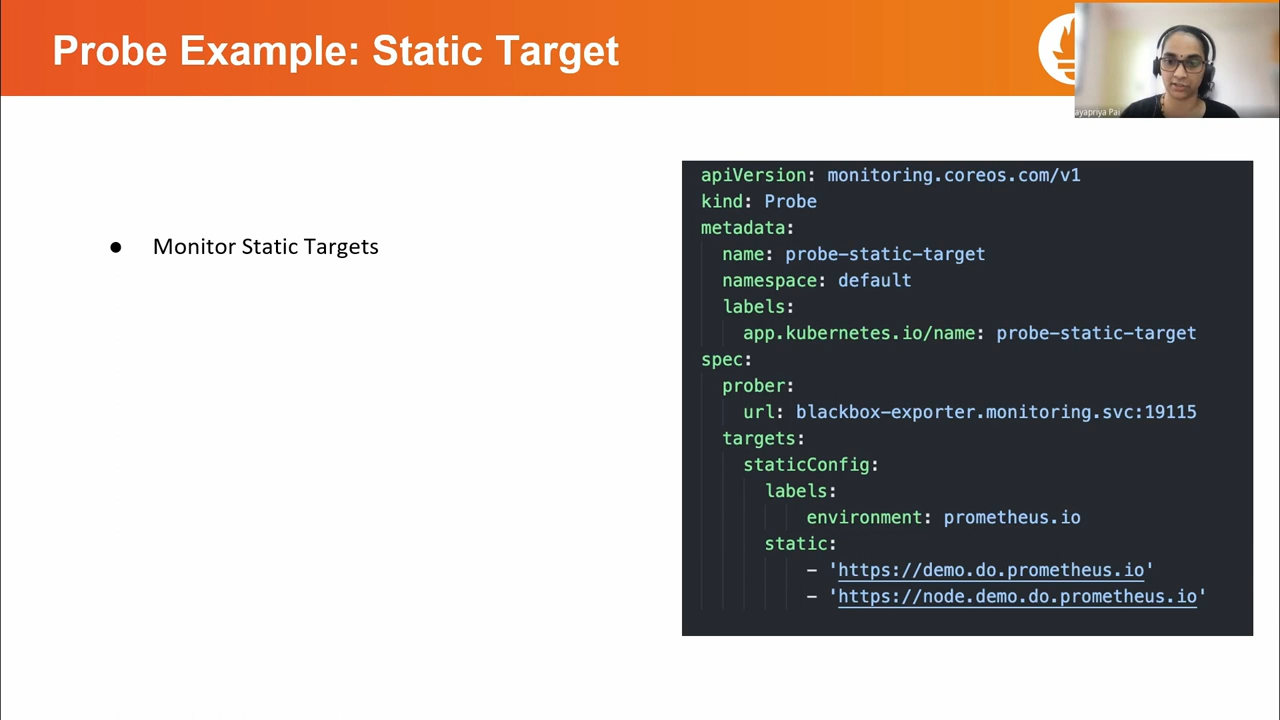 Probe Example: Static Target
ayapriya Pai
● Monitor Static Targets
apiVersion: monitoring.coreos.com/v1
kind: Probe
metadata:
  name: probe-static-target
  namespace: default
  labels:
    app.kubernetes.io/name: probe-static-target
spec:
  prober:
    url: blackbox-exporter.monitoring.svc:19115
  targets:
    staticConfig:
      labels:
          environment: prometheus.io
      static:
          - 'https://demo.do.prometheus.io'
          - 'https://node.demo.do.prometheus.io'